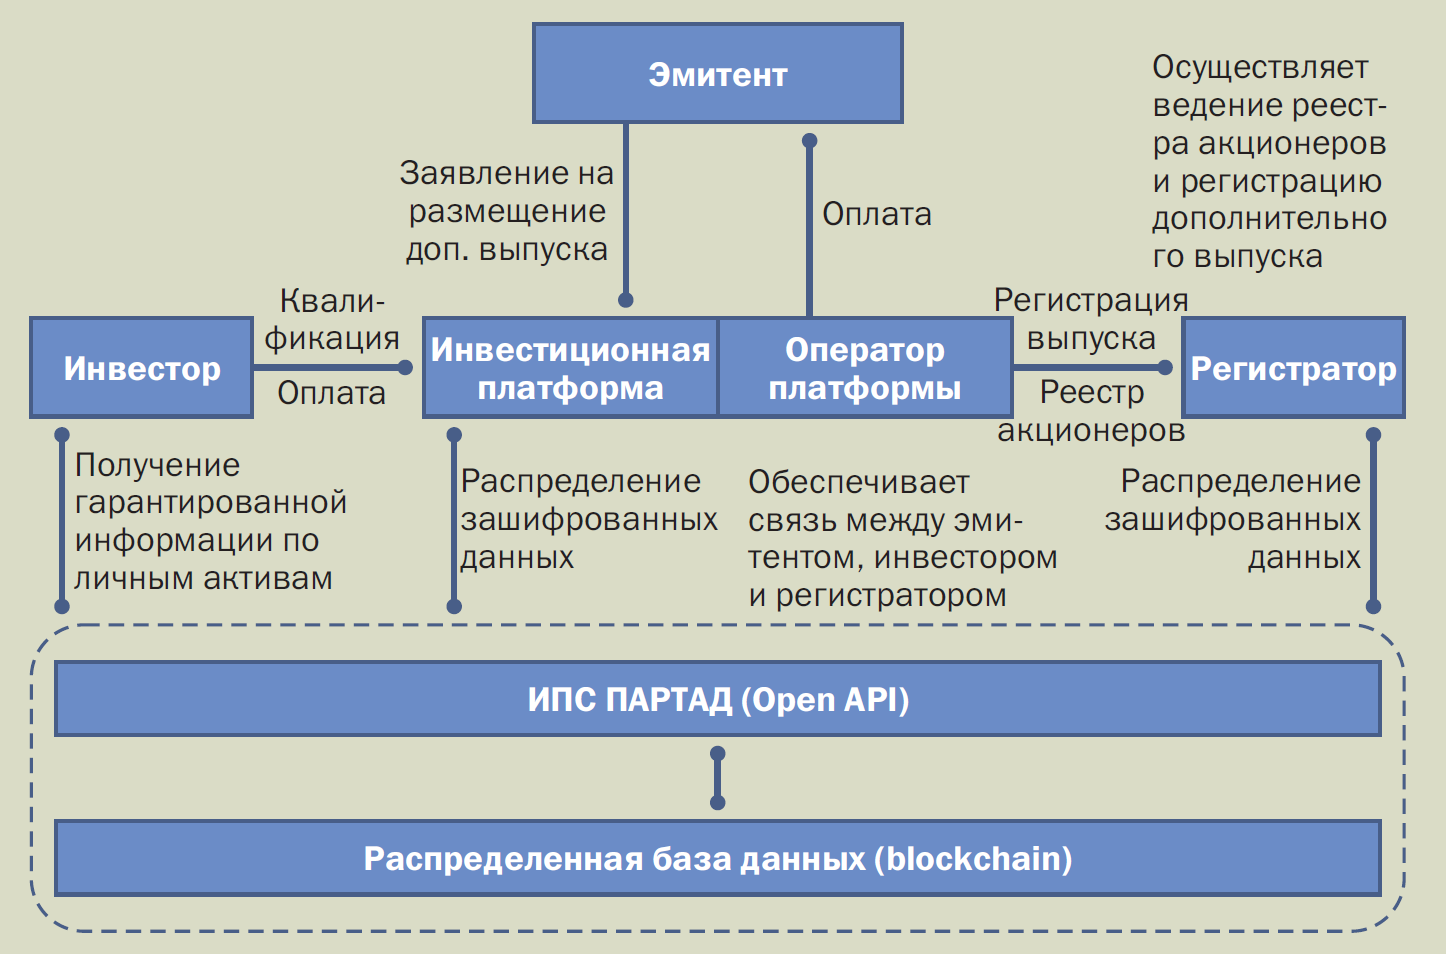 Эмитент
Осуществляет
ведение реест-
ра акционеров
и регистрацию
дополнительно
го выпуска
Заявление на
размещение
доп. выпуска
Оплата
Квали-
фикация
Оплата
Регистрация
выпуска
Реестр
акционеров
Инвестор
Инвестиционная
платформа
Оператор
платформы
Регистратор
Получение
гарантированной
информации по
личным активам
Распределение
зашифрованных
данных
Обеспечивает
связь между эми-
тентом, инвестором
и регистратором
Распределение
зашифрованных
данных
ИПС ПАРТАД (Open API)
Распределенная база данных (blockchain)